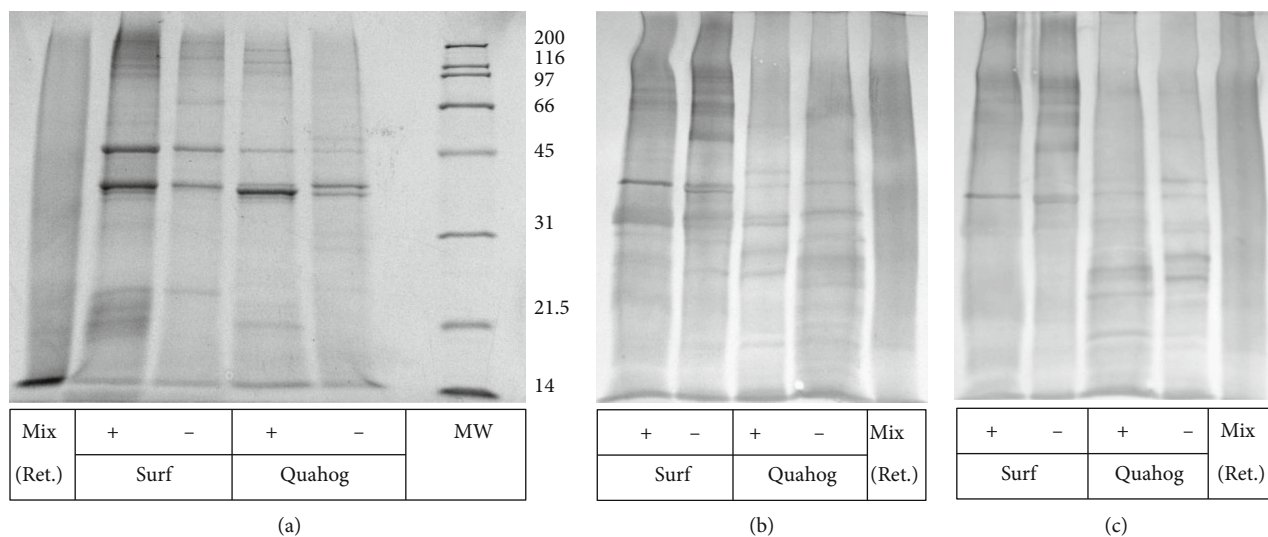 200
116
97
66
45
31
21.5
14
Mix + − + − MW
(Ret.) Surf Quahog
(a)
+ − + − Mix
Surf Quahog (Ret.)
(b)
+ − + − Mix
Surf Quahog (Ret.)
(c)